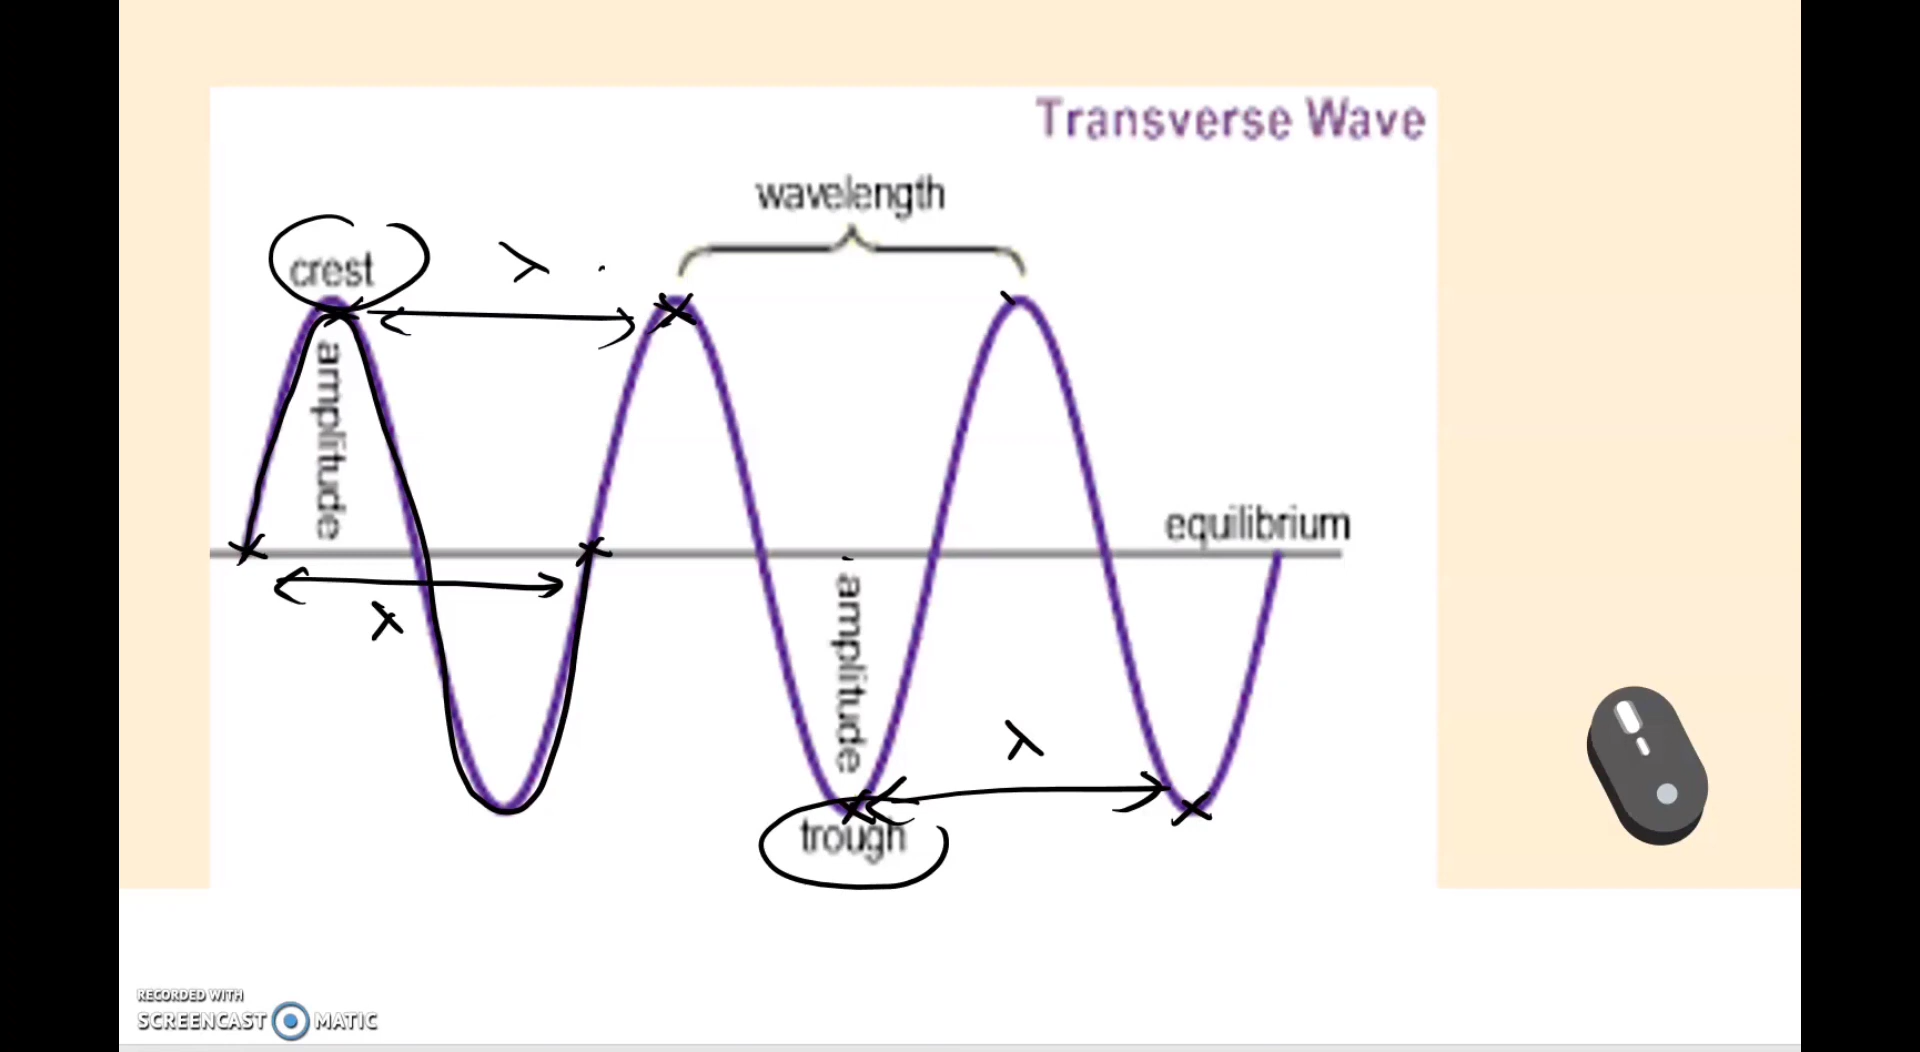 Transverse Wave
wavelength
crest
λ
amplitude
equilibrium
λ
amplitude
λ
trough
RECORDED WITH
SCREENCAST MATIC